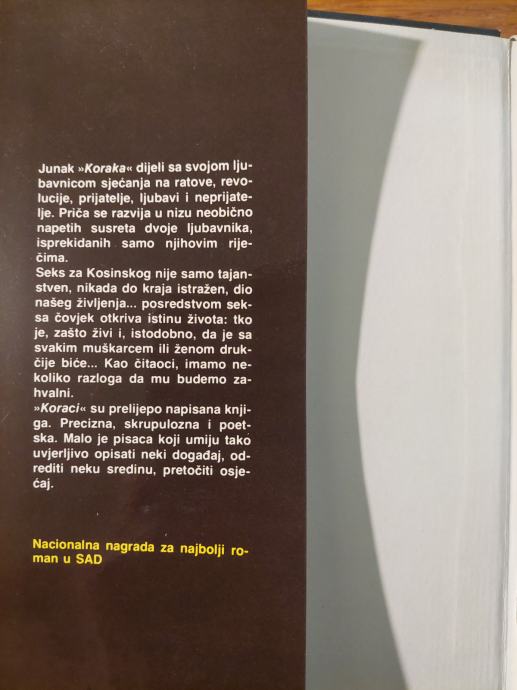 Junak »Koraka« dijeli sa svojom lju-
bavnicom sjećanja na ratove, revo-
lucije, prijatelje, ljubavi i neprijate-
lje. Priča se razvija u nizu neobično
napetih susreta dvoje ljubavnika,
isprekidanih samo njihovim rije-
čima.
Seks za Kosinskog nije samo tajan-
stven, nikada do kraja istražen, dio
našeg življenja... posredstvom sek-
sa čovjek otkriva istinu života: tko
je, zašto živi i, istodobno, da je sa
svakim muškarcem ili ženom druk-
čije biće... Kao čitaoci, imamo ne-
koliko razloga da mu budemo za-
hvalni.
»Koraci« su prelijepo napisana knji-
ga. Precizna, skrupulozna i poet-
ska. Malo je pisaca koji umiju tako
uvjerljivo opisati neki događaj, od-
rediti neku sredinu, pretočiti osje-
ćaj.
Nacionalna nagrada za najbolji ro-
man u SAD